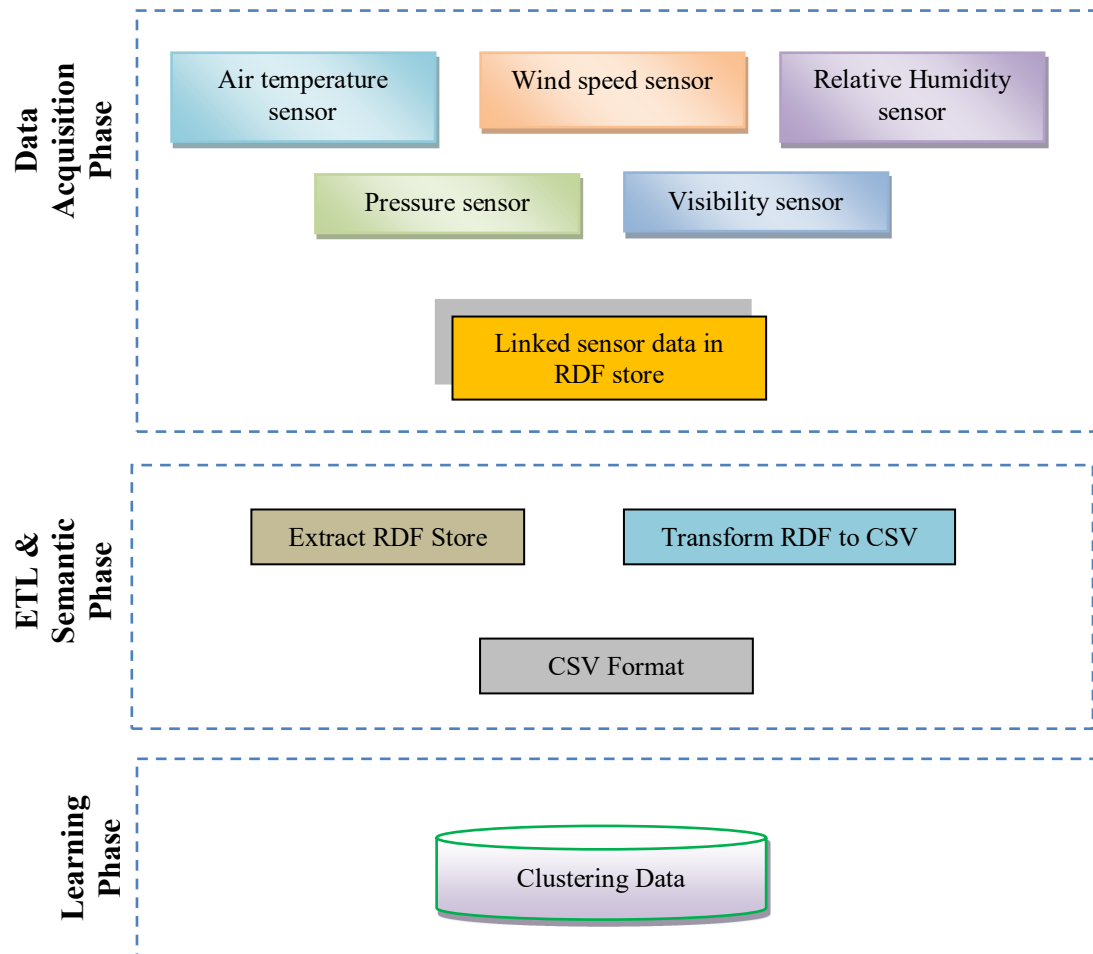 Data
Acquisition
Phase
Air temperature
sensor
Wind speed sensor
Relative Humidity
sensor
Pressure sensor
Visibility sensor
Linked sensor data in
RDF store
ETL &
Semantic
Phase
Extract RDF Store
Transform RDF to CSV
CSV Format
Learning
Phase
Clustering Data